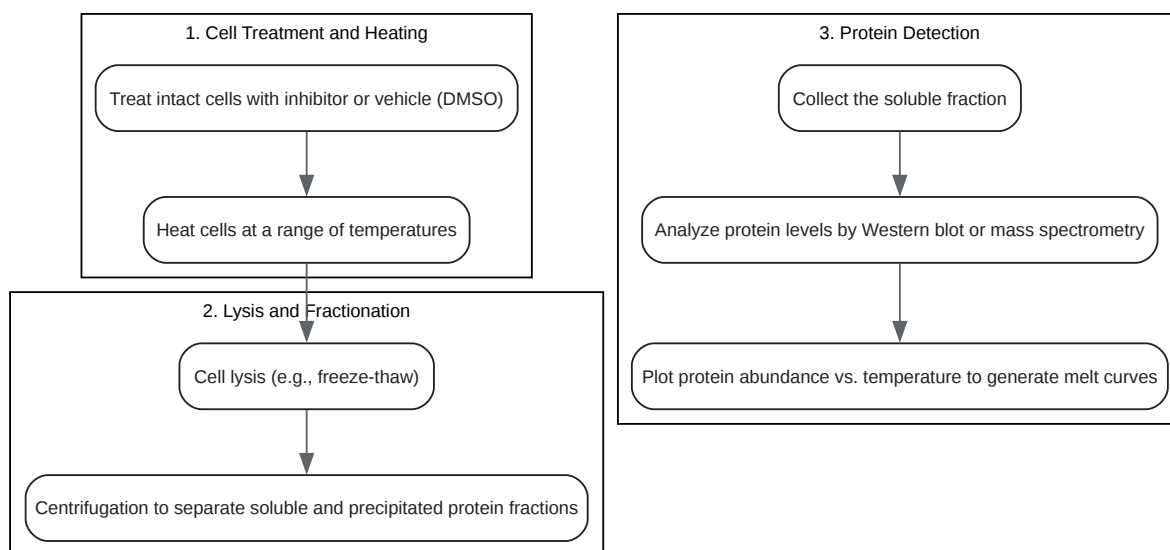 1. Cell Treatment and Heating
Treat intact cells with inhibitor or vehicle (DMSO)
Heat cells at a range of temperatures
2. Lysis and Fractionation
Cell lysis (e.g., freeze-thaw)
Centrifugation to separate soluble and precipitated protein fractions
3. Protein Detection
Collect the soluble fraction
Analyze protein levels by Western blot or mass spectrometry
Plot protein abundance vs. temperature to generate melt curves